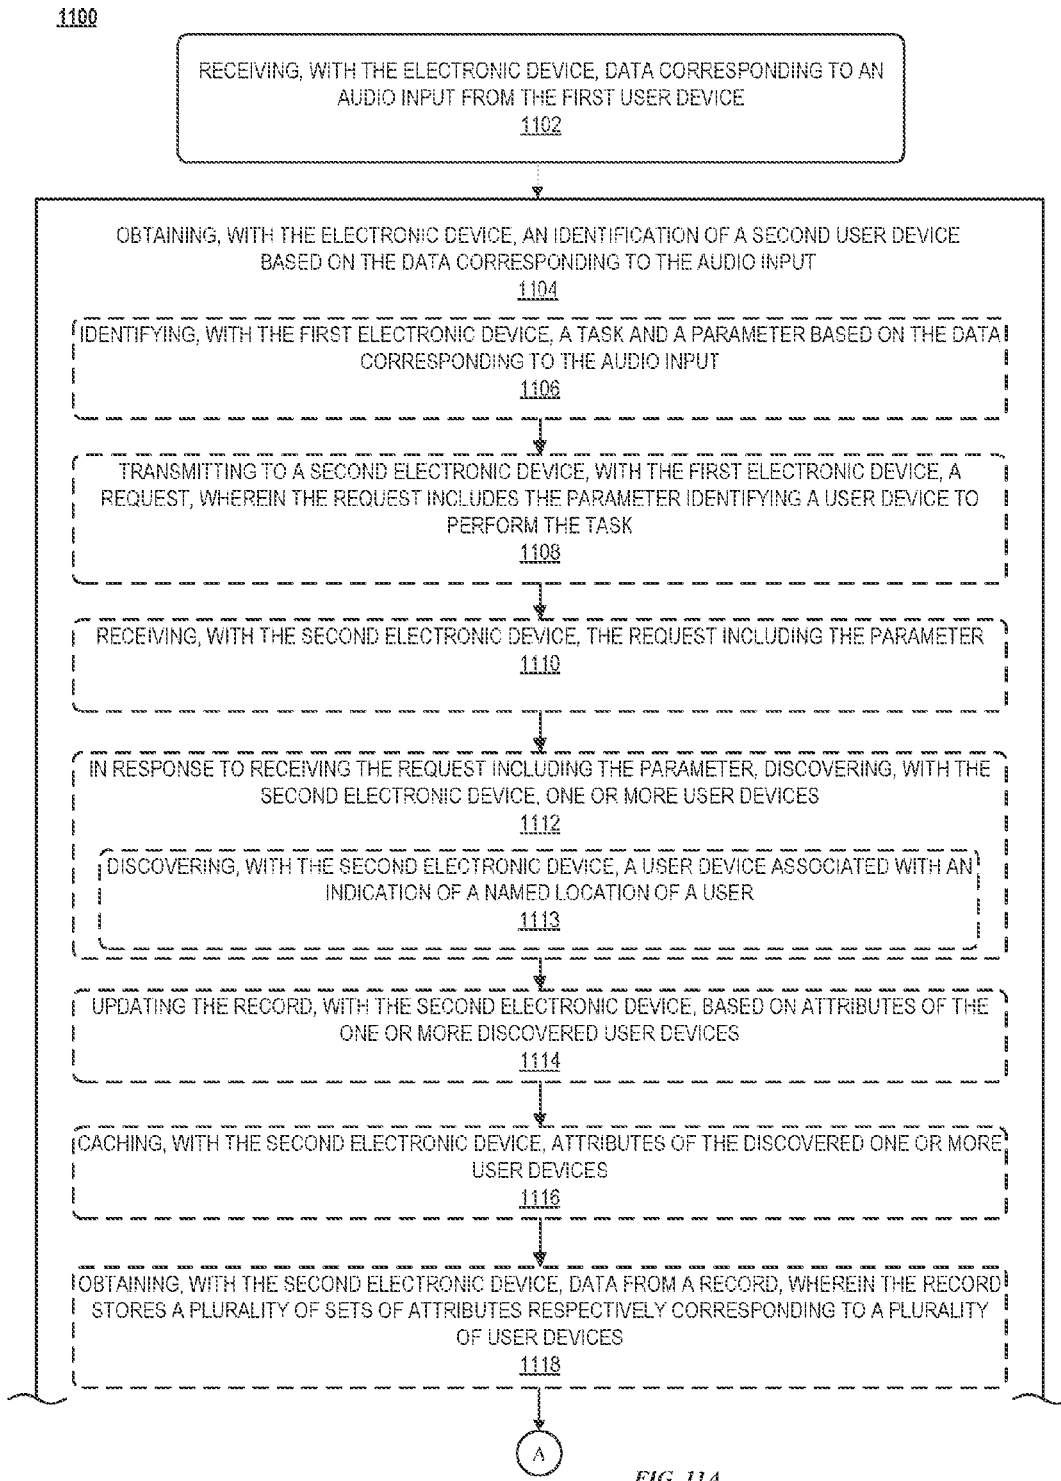 1100
RECEIVING, WITH THE ELECTRONIC DEVICE, DATA CORRESPONDING TO AN
AUDIO INPUT FROM THE FIRST USER DEVICE
1102
OBTAINING, WITH THE ELECTRONIC DEVICE, AN IDENTIFICATION OF A SECOND USER DEVICE
BASED ON THE DATA CORRESPONDING TO THE AUDIO INPUT
1104
IDENTIFYING, WITH THE FIRST ELECTRONIC DEVICE, A TASK AND A PARAMETER BASED ON THE DATA
CORRESPONDING TO THE AUDIO INPUT
1106
TRANSMITTING TO A SECOND ELECTRONIC DEVICE, WITH THE FIRST ELECTRONIC DEVICE, A
REQUEST, WHEREIN THE REQUEST INCLUDES THE PARAMETER IDENTIFYING A USER DEVICE TO
PERFORM THE TASK
1108
RECEIVING, WITH THE SECOND ELECTRONIC DEVICE, THE REQUEST INCLUDING THE PARAMETER
1110
IN RESPONSE TO RECEIVING THE REQUEST INCLUDING THE PARAMETER, DISCOVERING, WITH THE
SECOND ELECTRONIC DEVICE, ONE OR MORE USER DEVICES
1112
DISCOVERING, WITH THE SECOND ELECTRONIC DEVICE, A USER DEVICE ASSOCIATED WITH AN
INDICATION OF A NAMED LOCATION OF A USER
1113
UPDATING THE RECORD, WITH THE SECOND ELECTRONIC DEVICE, BASED ON ATTRIBUTES OF THE
ONE OR MORE DISCOVERED USER DEVICES
1114
CACHING, WITH THE SECOND ELECTRONIC DEVICE, ATTRIBUTES OF THE DISCOVERED ONE OR MORE
USER DEVICES
1116
OBTAINING, WITH THE SECOND ELECTRONIC DEVICE, DATA FROM A RECORD, WHEREIN THE RECORD
STORES A PLURALITY OF SETS OF ATTRIBUTES RESPECTIVELY CORRESPONDING TO A PLURALITY
OF USER DEVICES
1118
A
FIG. 11A